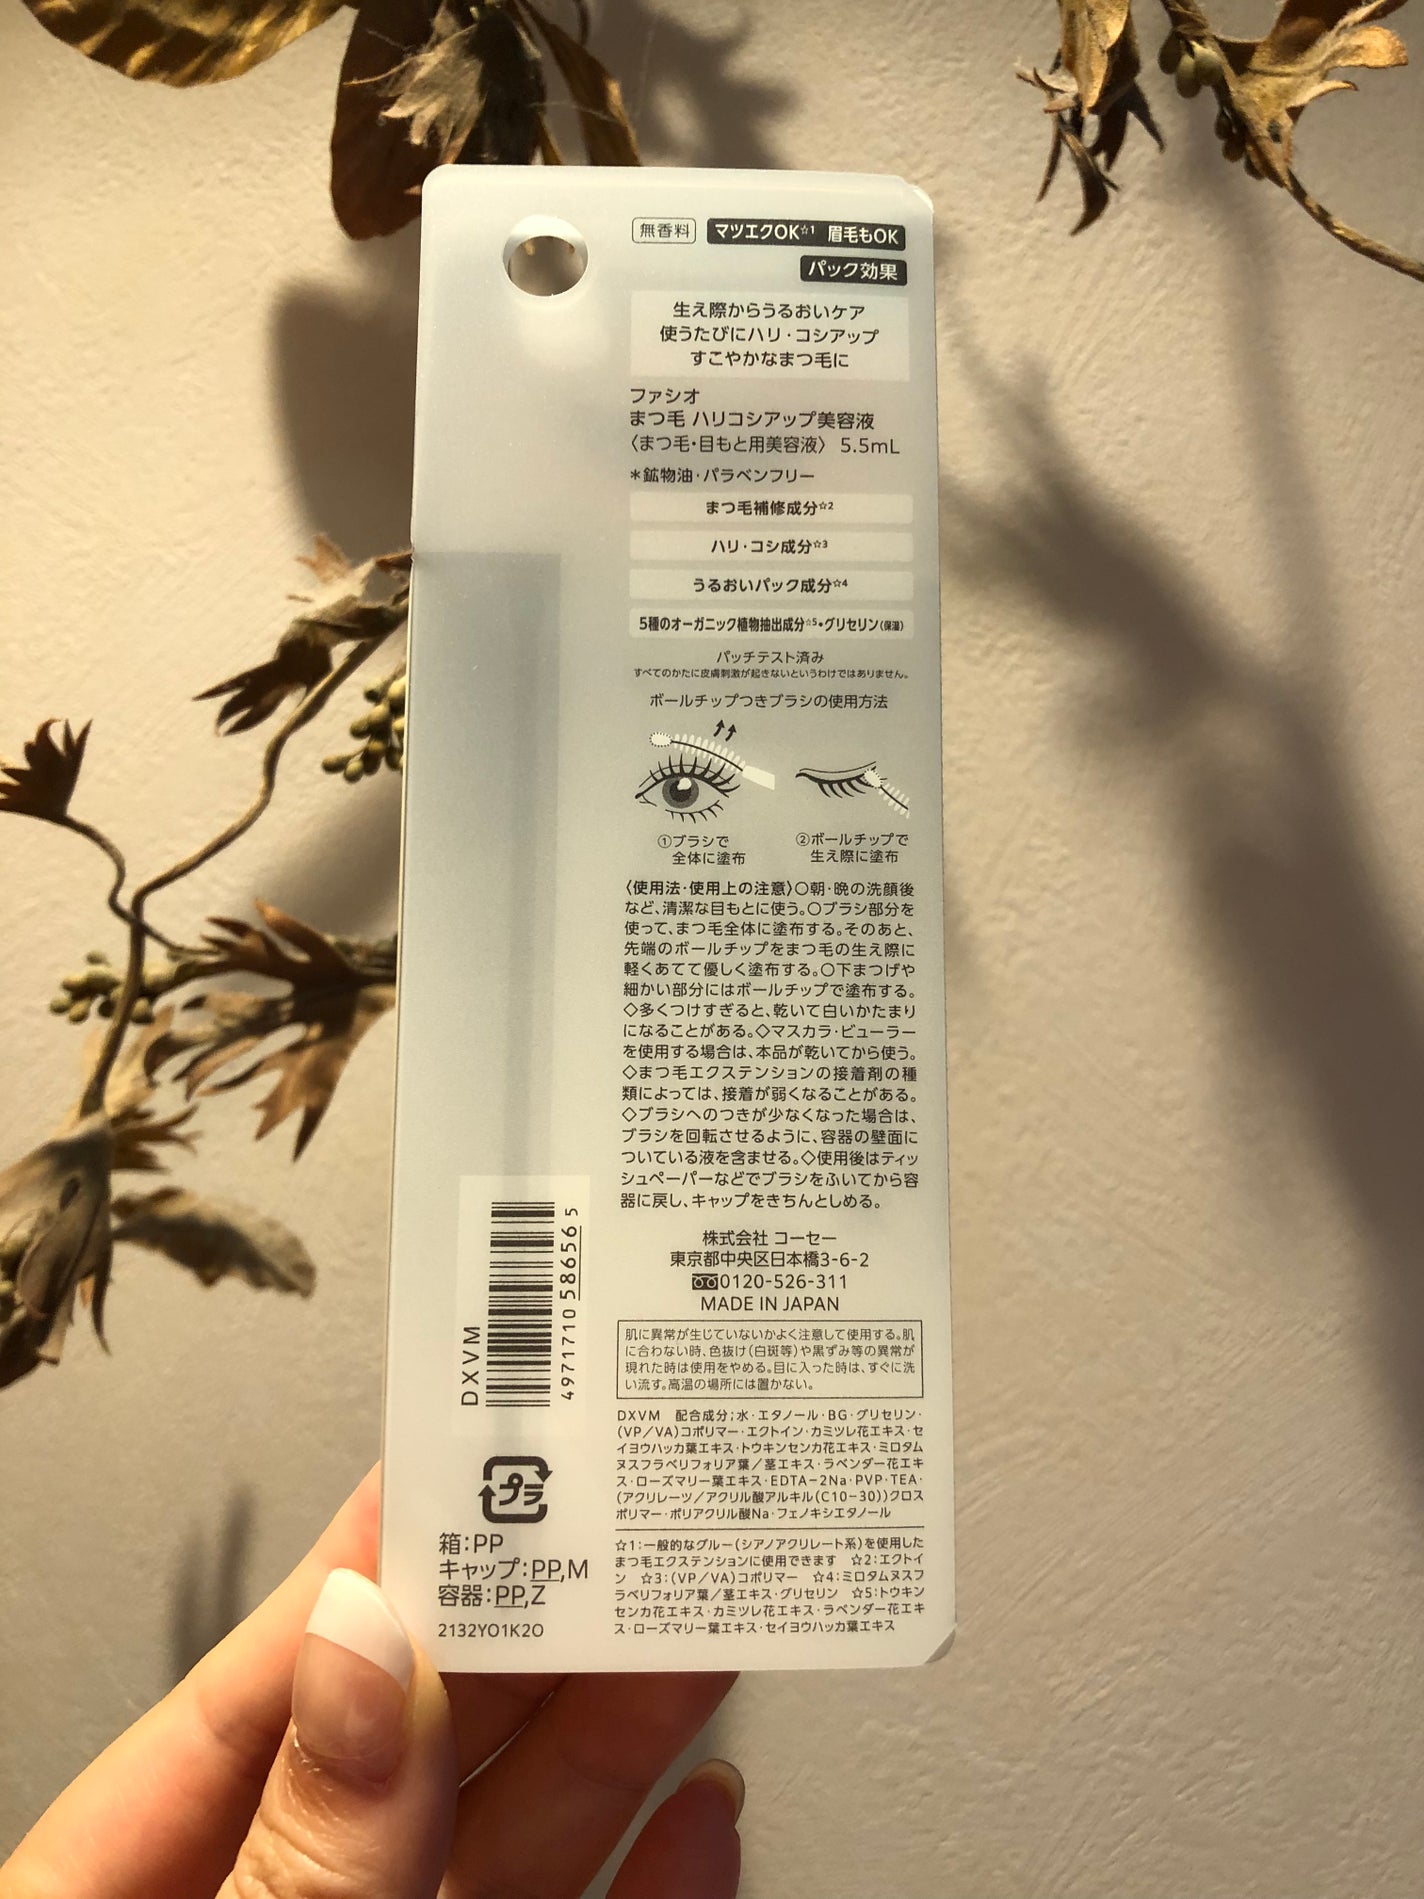 無香料 マツエクOK☆1 眉毛もOK
パック効果
生え際からうるおいケア
使うたびにハリ・コシアップ
すこやかなまつ毛に
ファシオ
まつ毛 ハリコシアップ美容液
〈まつ毛・目もと用美容液〉 5.5mL
＊鉱物油・パラベンフリー
まつ毛補修成分☆2
ハリ・コシ成分☆3
うるおいパック成分☆4
5種のオーガニック植物抽出成分☆5・グリセリン(保湿)
パッチテスト済み
すべてのかたに皮膚刺激が起きないというわけではありません。
ボールチップつきブラシの使用方法
①ブラシで
全体に塗布
②ボールチップで
生え際に塗布
〈使用法・使用上の注意〉○朝・晩の洗顔後
など、清潔な目もとに使う。○ブラシ部分を
使って、まつ毛全体に塗布する。そのあと、
先端のボールチップをまつ毛の生え際に
軽くあてて優しく塗布する。○下まつげや
細かい部分にはボールチップで塗布する。
◇多くつけすぎると、乾いて白いかたまり
になることがある。◇マスカラ・ビューラー
を使用する場合は、本品が乾いてから使う。
◇まつ毛エクステンションの接着剤の種
類によっては、接着が弱くなることがある。
◇ブラシへのつきが少なくなった場合は、
ブラシを回転させるように、容器の壁面に
ついている液を含ませる。◇使用後はティッ
シュペーパーなどでブラシをふいてから容
器に戻し、キャップをきちんとしめる。
株式会社 コーセー
東京都中央区日本橋3-6-2
0120-526-311
MADE IN JAPAN
肌に異常が生じていないかよく注意して使用する。肌
に合わない時、色抜け(白斑等)や黒ずみ等の異常が
現れた時は使用をやめる。目に入った時は、すぐに洗
い流す。高温の場所には置かない。
DXVM 配合成分;水・エタノール・BG・グリセリン・
(VP／VA)コポリマー・エクトイン・カミツレ花エキス・セ
イヨウハッカ葉エキス・トウキンセンカ花エキス・ミロタム
ヌスフラベリフォリア葉／茎エキス・ラベンダー花エキ
ス・ローズマリー葉エキス・EDTA−2Na・PVP・TEA・
(アクリレーツ／アクリル酸アルキル(C10−30))クロス
ポリマー・ポリアクリル酸Na・フェノキシエタノール
☆1:一般的なグルー(シアノアクリレート系)を使用した
まつ毛エクステンションに使用できます ☆2:エクトイ
ン ☆3:(VP／VA)コポリマー ☆4:ミロタムヌスフ
ラベリフォリア葉／茎エキス・グリセリン ☆5:トウキン
センカ花エキス・カミツレ花エキス・ラベンダー花エキ
ス・ローズマリー葉エキス・セイヨウハッカ葉エキス
DXVM
4971710 586565
プラ
箱:PP
キャップ:PP,M
容器:PP,Z
2132YO1K2O